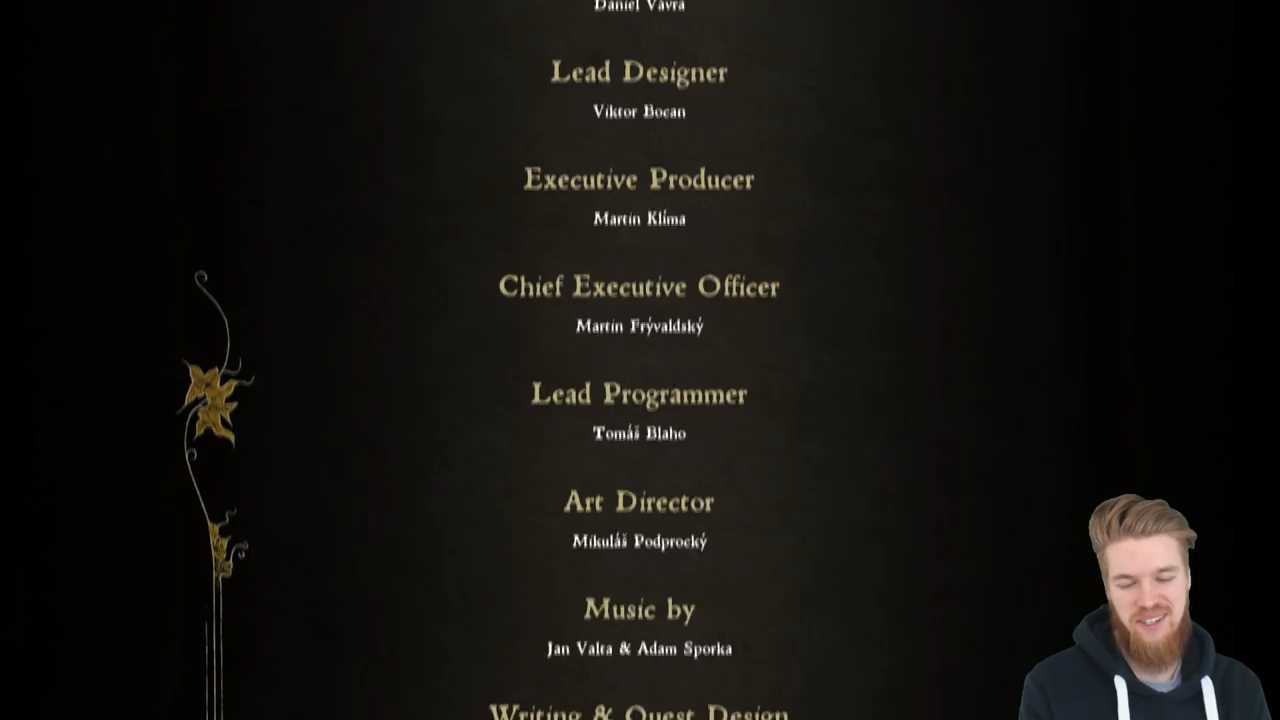 Daniel Vávra
Lead Designer
Viktor Bocan
Executive Producer
Martin Klíma
Chief Executive Officer
Martin Frývaldský
Lead Programmer
Tomáš Blaho
Art Director
Mikuláš Podprocký
Music by
Jan Valta & Adam Sporka
Writing & Quest Design